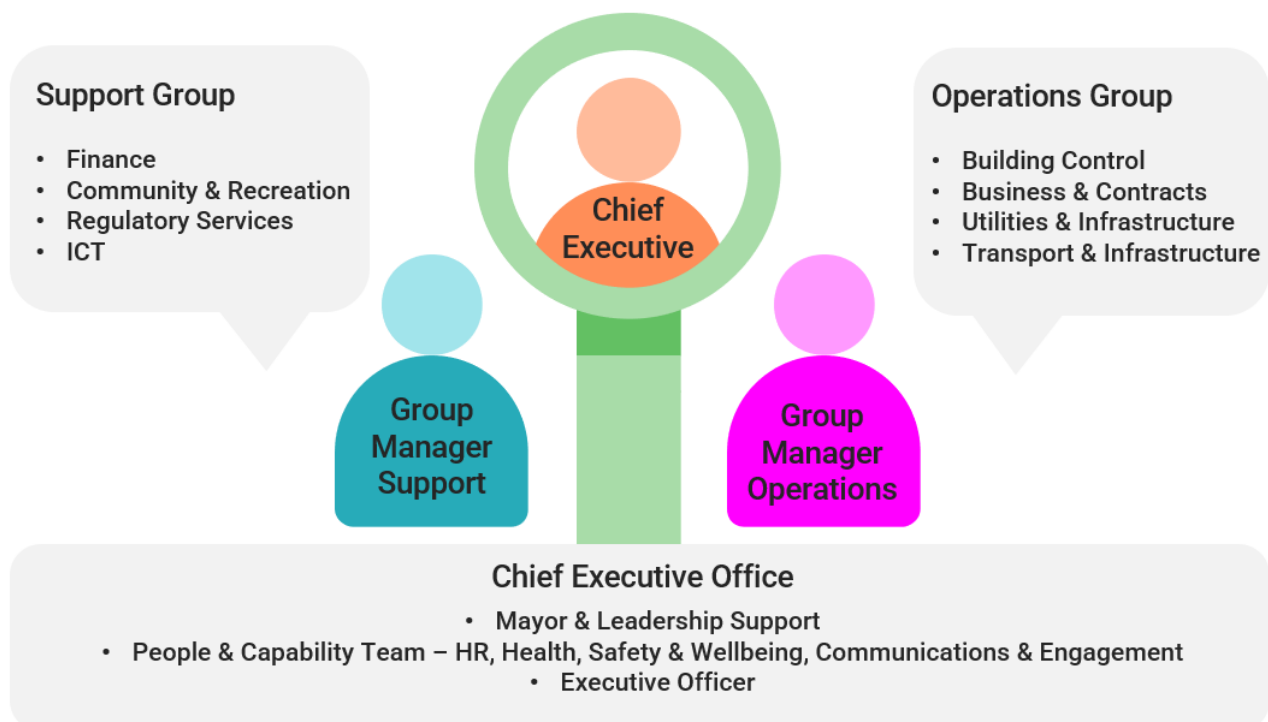 Support Group
• Finance
• Community & Recreation
• Regulatory Services
• ICT
Chief
Executive
Operations Group
• Building Control
• Business & Contracts
• Utilities & Infrastructure
• Transport & Infrastructure
Group
Manager
Support
Group
Manager
Operations
Chief Executive Office
• Mayor & Leadership Support
• People & Capability Team – HR, Health, Safety & Wellbeing, Communications & Engagement
• Executive Officer